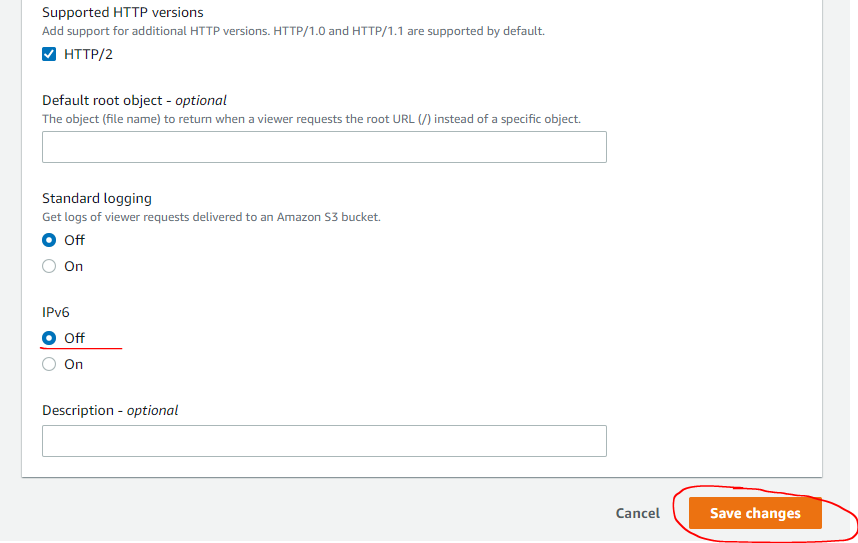 Supported HTTP versions
Add support for additional HTTP versions. HTTP/1.0 and HTTP/1.1 are supported by default.
HTTP/2
Default root object - optional
The object (file name) to return when a viewer requests the root URL (/) instead of a specific object.
Standard logging
Get logs of viewer requests delivered to an Amazon S3 bucket.
Off
On
IPv6
Off
On
Description - optional
Cancel Save changes